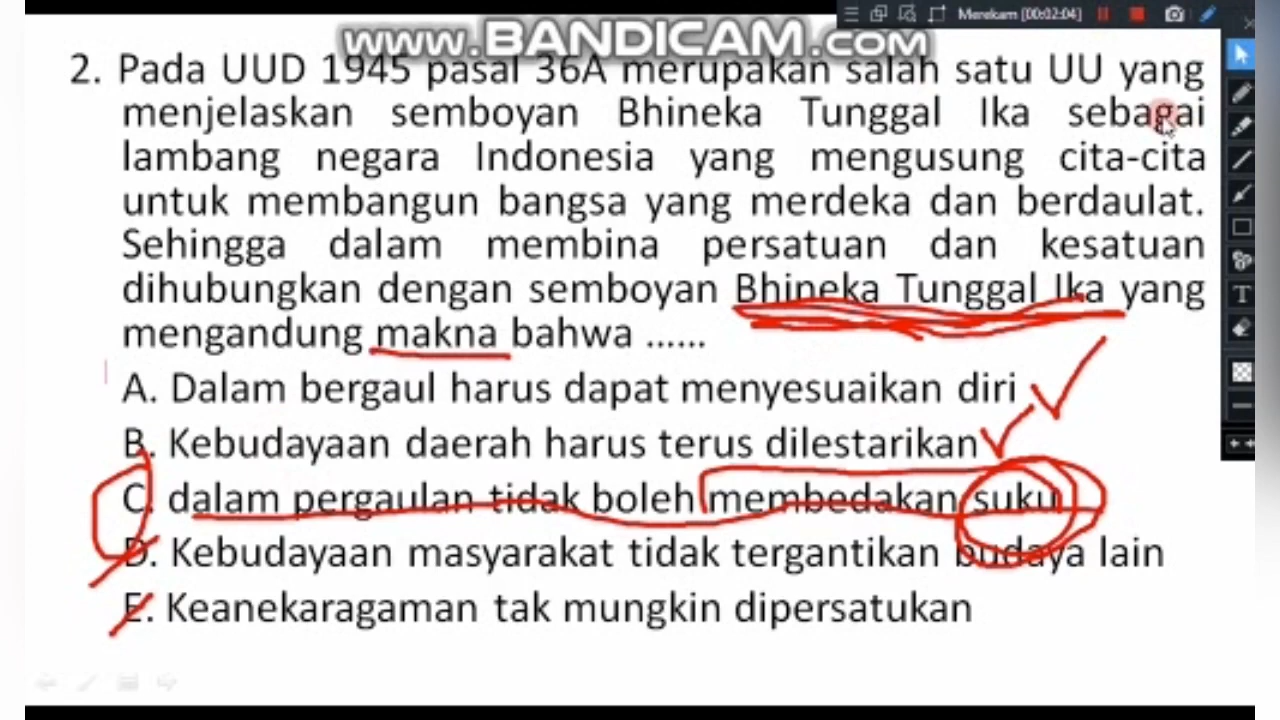 Merekam [00:02:04]
www.BANDICAM.com
2. Pada UUD 1945 pasal 36A merupakan salah satu UU yang
menjelaskan semboyan Bhineka Tunggal Ika sebagai
lambang negara Indonesia yang mengusung cita-cita
untuk membangun bangsa yang merdeka dan berdaulat.
Sehingga dalam membina persatuan dan kesatuan
dihubungkan dengan semboyan Bhineka Tunggal Ika yang
mengandung makna bahwa ......
A. Dalam bergaul harus dapat menyesuaikan diri
B. Kebudayaan daerah harus terus dilestarikan
C. dalam pergaulan tidak boleh membedakan suku
D. Kebudayaan masyarakat tidak tergantikan budaya lain
E. Keanekaragaman tak mungkin dipersatukan